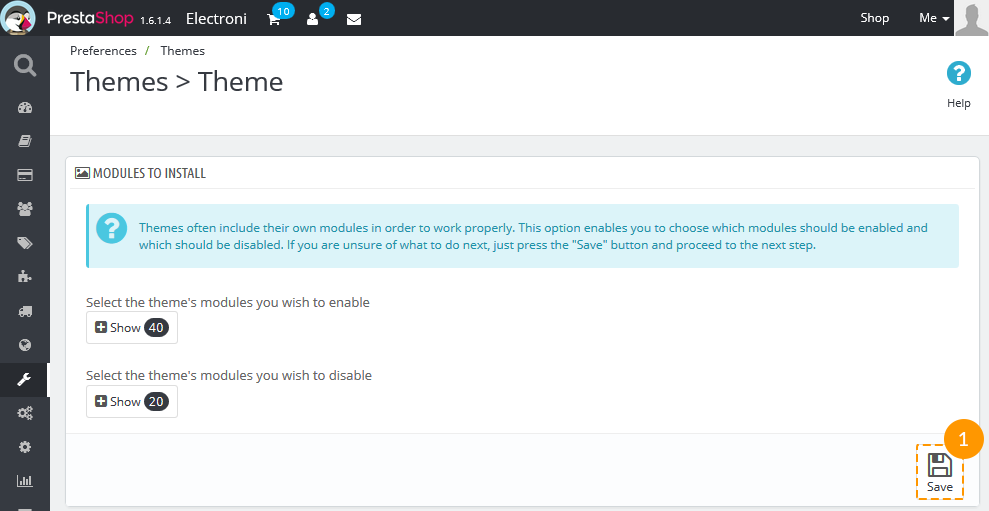 PrestaShop 1.6.1.4 Electroni 10 2 Shop Me
Preferences / Themes
Themes > Theme
Help
MODULES TO INSTALL
Themes often include their own modules in order to work properly. This option enables you to choose which modules should be enabled and
which should be disabled. If you are unsure of what to do next, just press the "Save" button and proceed to the next step.
Select the theme's modules you wish to enable
Show 40
Select the theme's modules you wish to disable
Show 20
1
Save